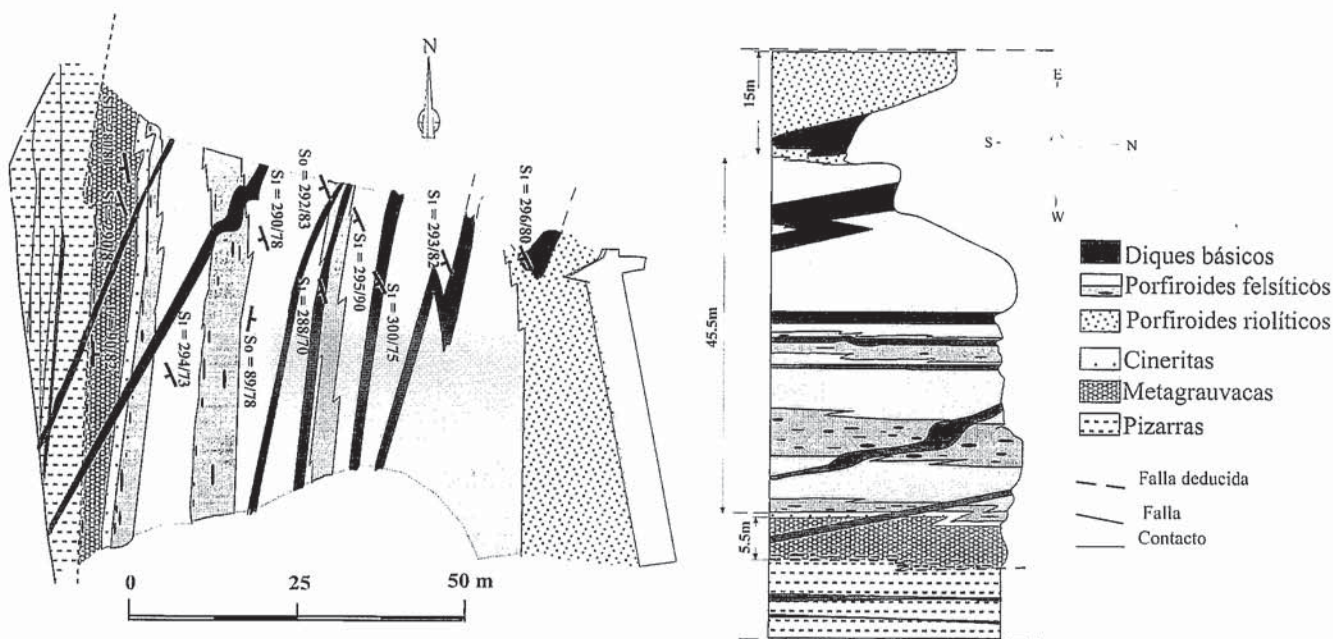 N
S₁ = 290/78
S₀ = 292/83
S₁ = 295/90
S₁ = 293/82
S₁ = 296/80
S₁ = 288/70
S₁ = 300/75
S₁ = 294/73
S₀ = 89/78
0 25 50 m
15m
45.5m
5.5m
E
S- - N
W
Diques básicos
Porfiroides felsíticos
Porfiroides riolíticos
Cineritas
Metagrauvacas
Pizarras
Falla deducida
Falla
Contacto